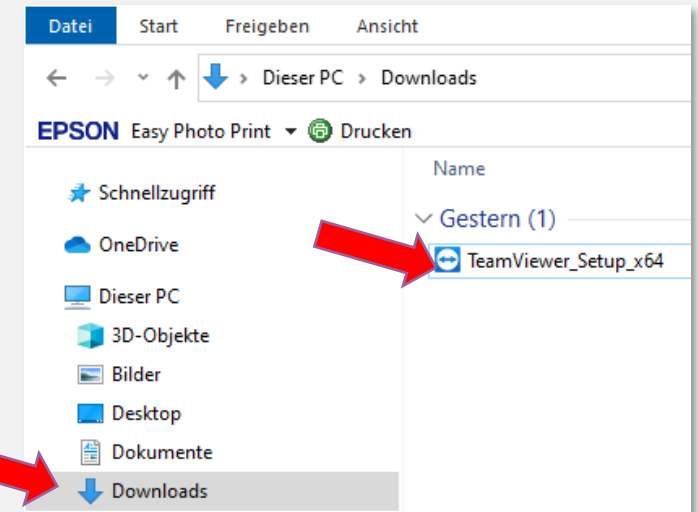 Datei Start Freigeben Ansicht
Dieser PC > Downloads
EPSON Easy Photo Print Drucken
Name
Schnellzugriff
Gestern (1)
OneDrive
TeamViewer_Setup_x64
Dieser PC
3D-Objekte
Bilder
Desktop
Dokumente
Downloads